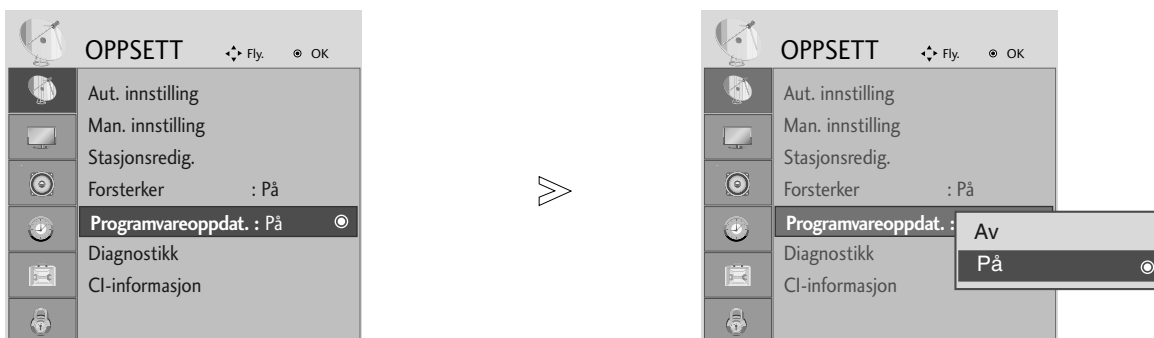 OPPSETT Fly. OK
Aut. innstilling
Man. innstilling
Stasjonsredig.
Forsterker : På
Programvareoppdat. : På
Diagnostikk
CI-informasjon
OPPSETT Fly. OK
Aut. innstilling
Man. innstilling
Stasjonsredig.
Forsterker : På
Programvareoppdat. :
Diagnostikk
CI-informasjon
Av
På